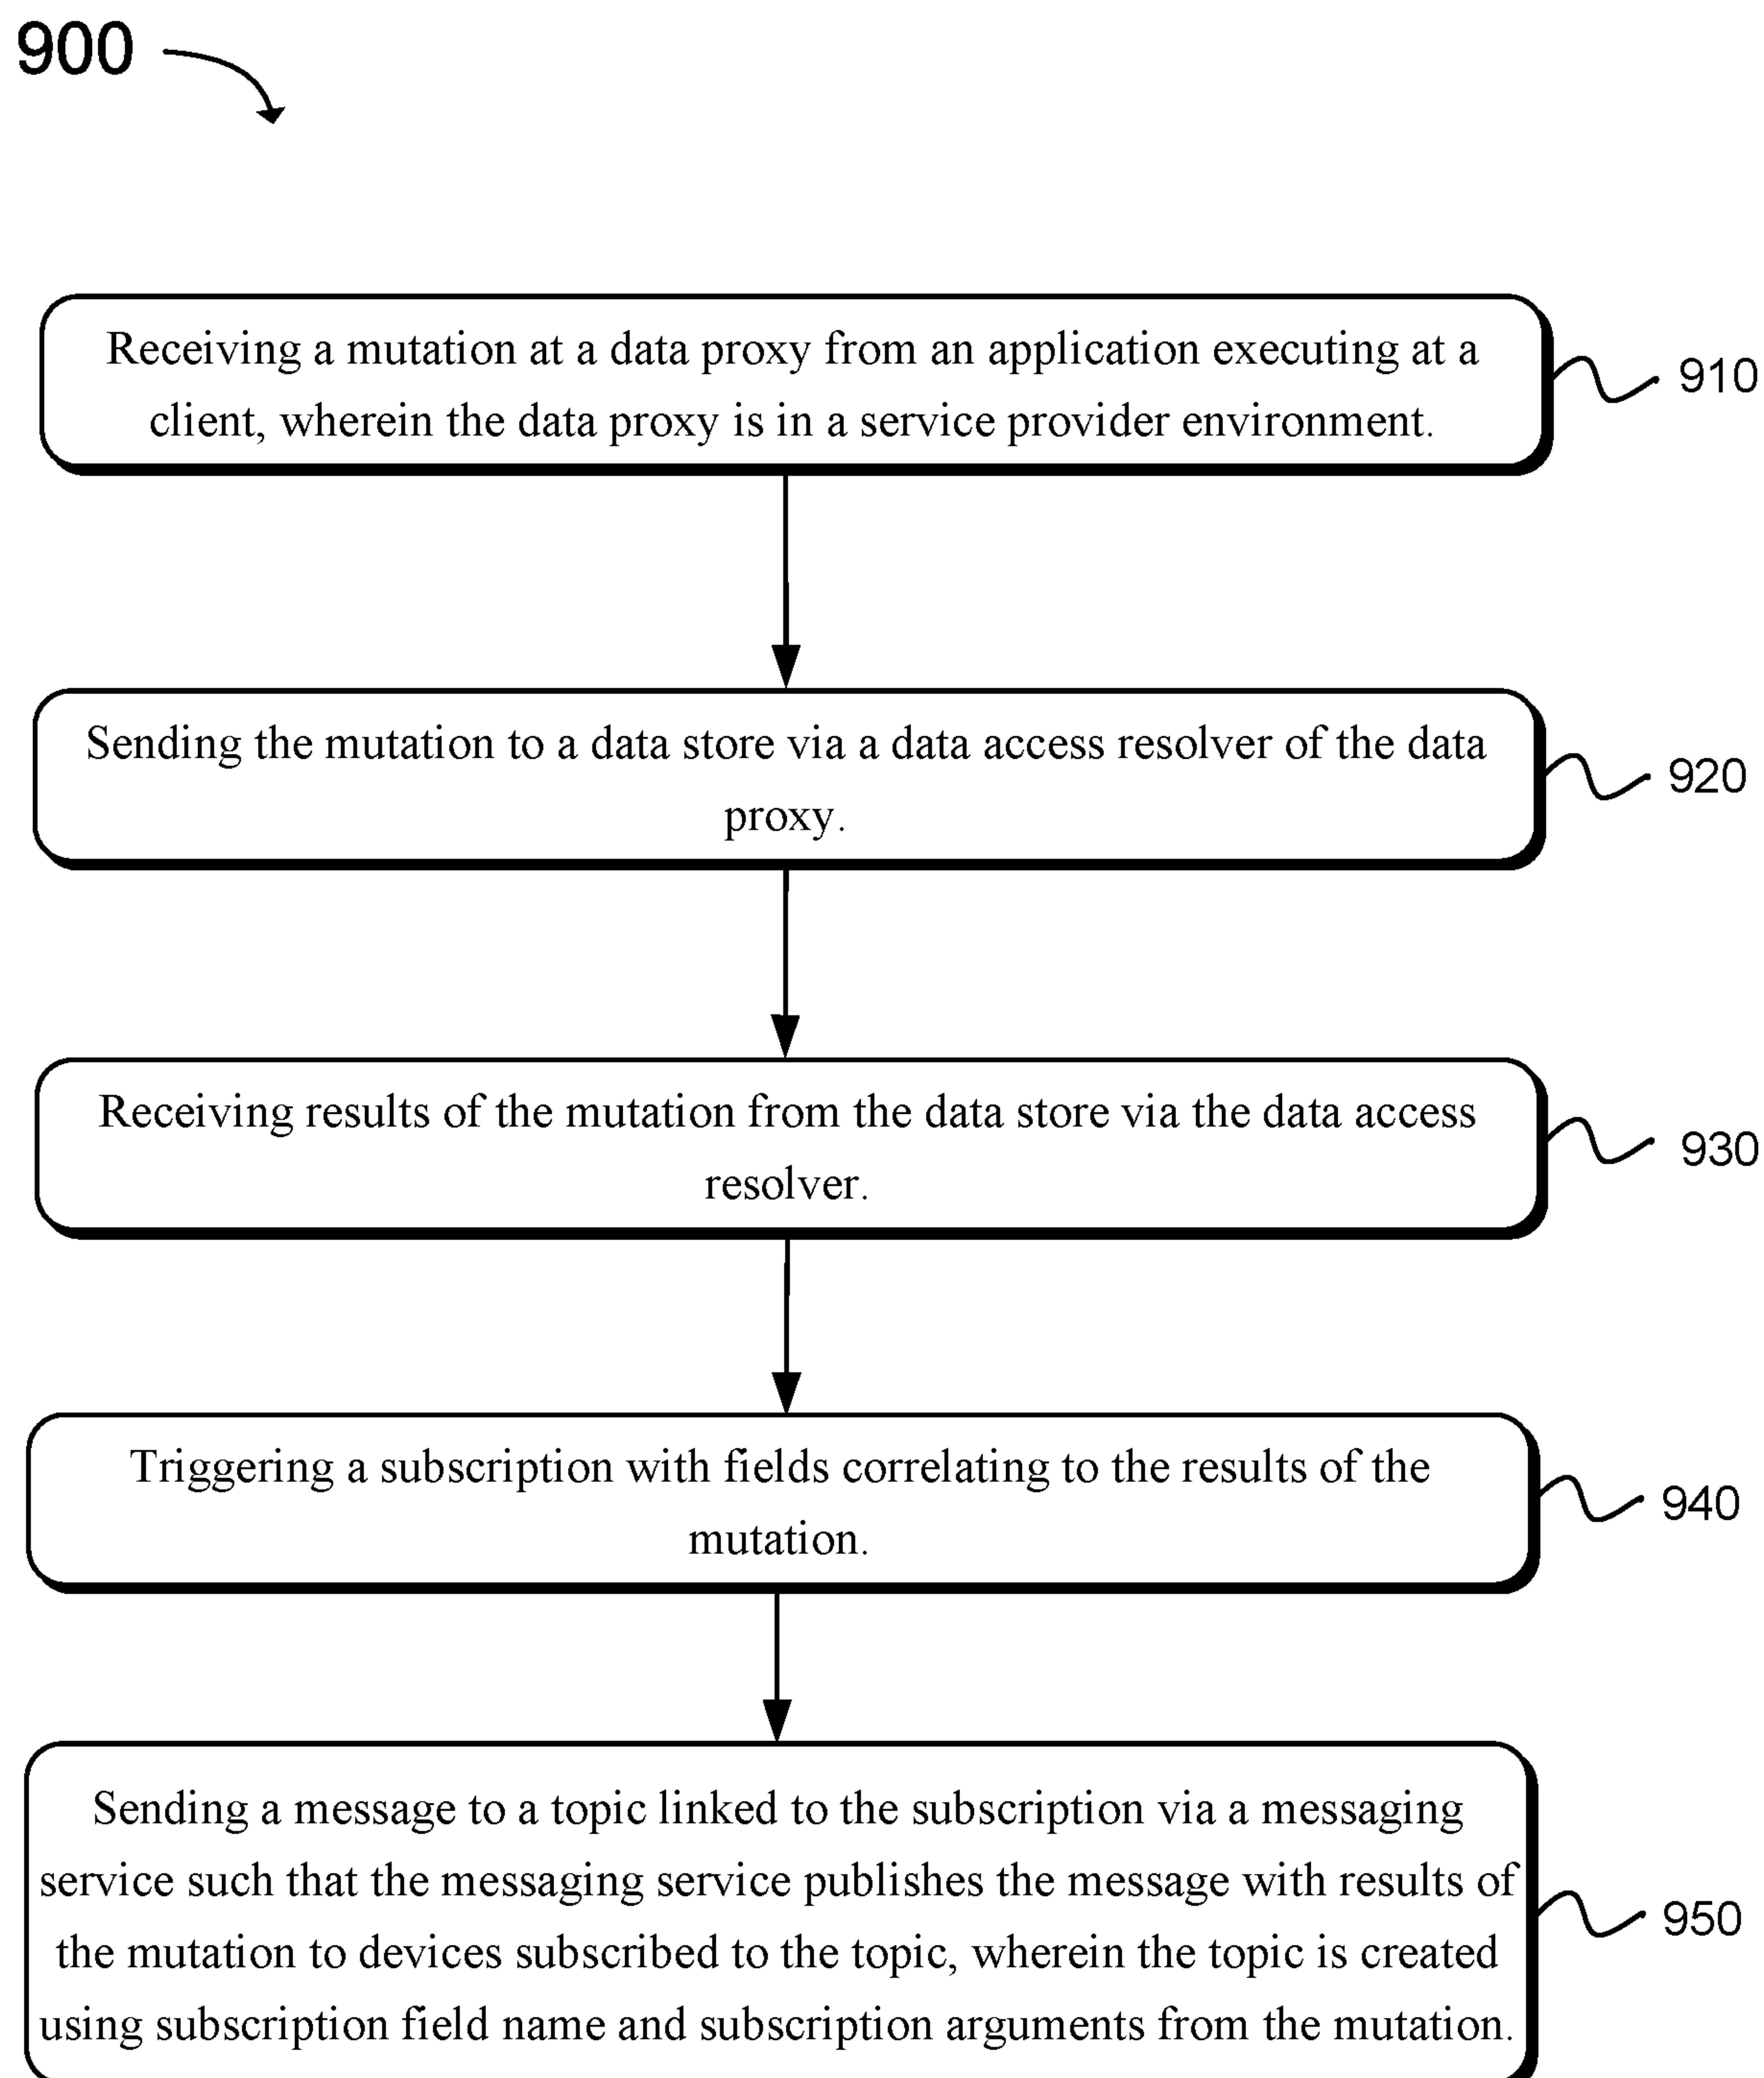 900
Receiving a mutation at a data proxy from an application executing at a
client, wherein the data proxy is in a service provider environment.
910
Sending the mutation to a data store via a data access resolver of the data
proxy.
920
Receiving results of the mutation from the data store via the data access
resolver.
930
Triggering a subscription with fields correlating to the results of the
mutation.
940
Sending a message to a topic linked to the subscription via a messaging
service such that the messaging service publishes the message with results of
the mutation to devices subscribed to the topic, wherein the topic is created
using subscription field name and subscription arguments from the mutation.
950